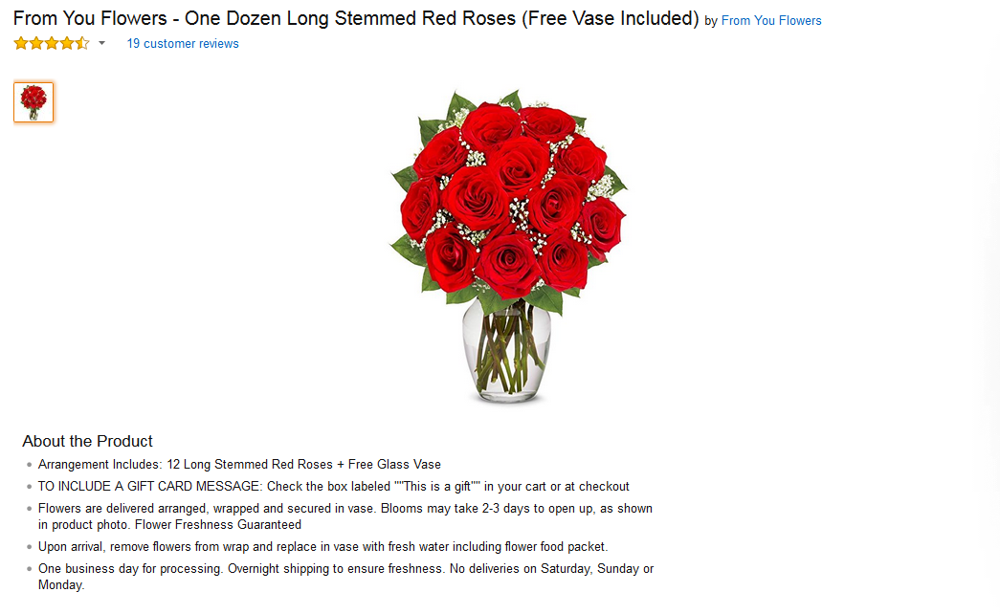 From You Flowers - One Dozen Long Stemmed Red Roses (Free Vase Included) by From You Flowers
19 customer reviews
About the Product
Arrangement Includes: 12 Long Stemmed Red Roses + Free Glass Vase
TO INCLUDE A GIFT CARD MESSAGE: Check the box labeled ""This is a gift"" in your cart or at checkout
Flowers are delivered arranged, wrapped and secured in vase. Blooms may take 2-3 days to open up, as shown
in product photo. Flower Freshness Guaranteed
Upon arrival, remove flowers from wrap and replace in vase with fresh water including flower food packet.
One business day for processing. Overnight shipping to ensure freshness. No deliveries on Saturday, Sunday or
Monday.